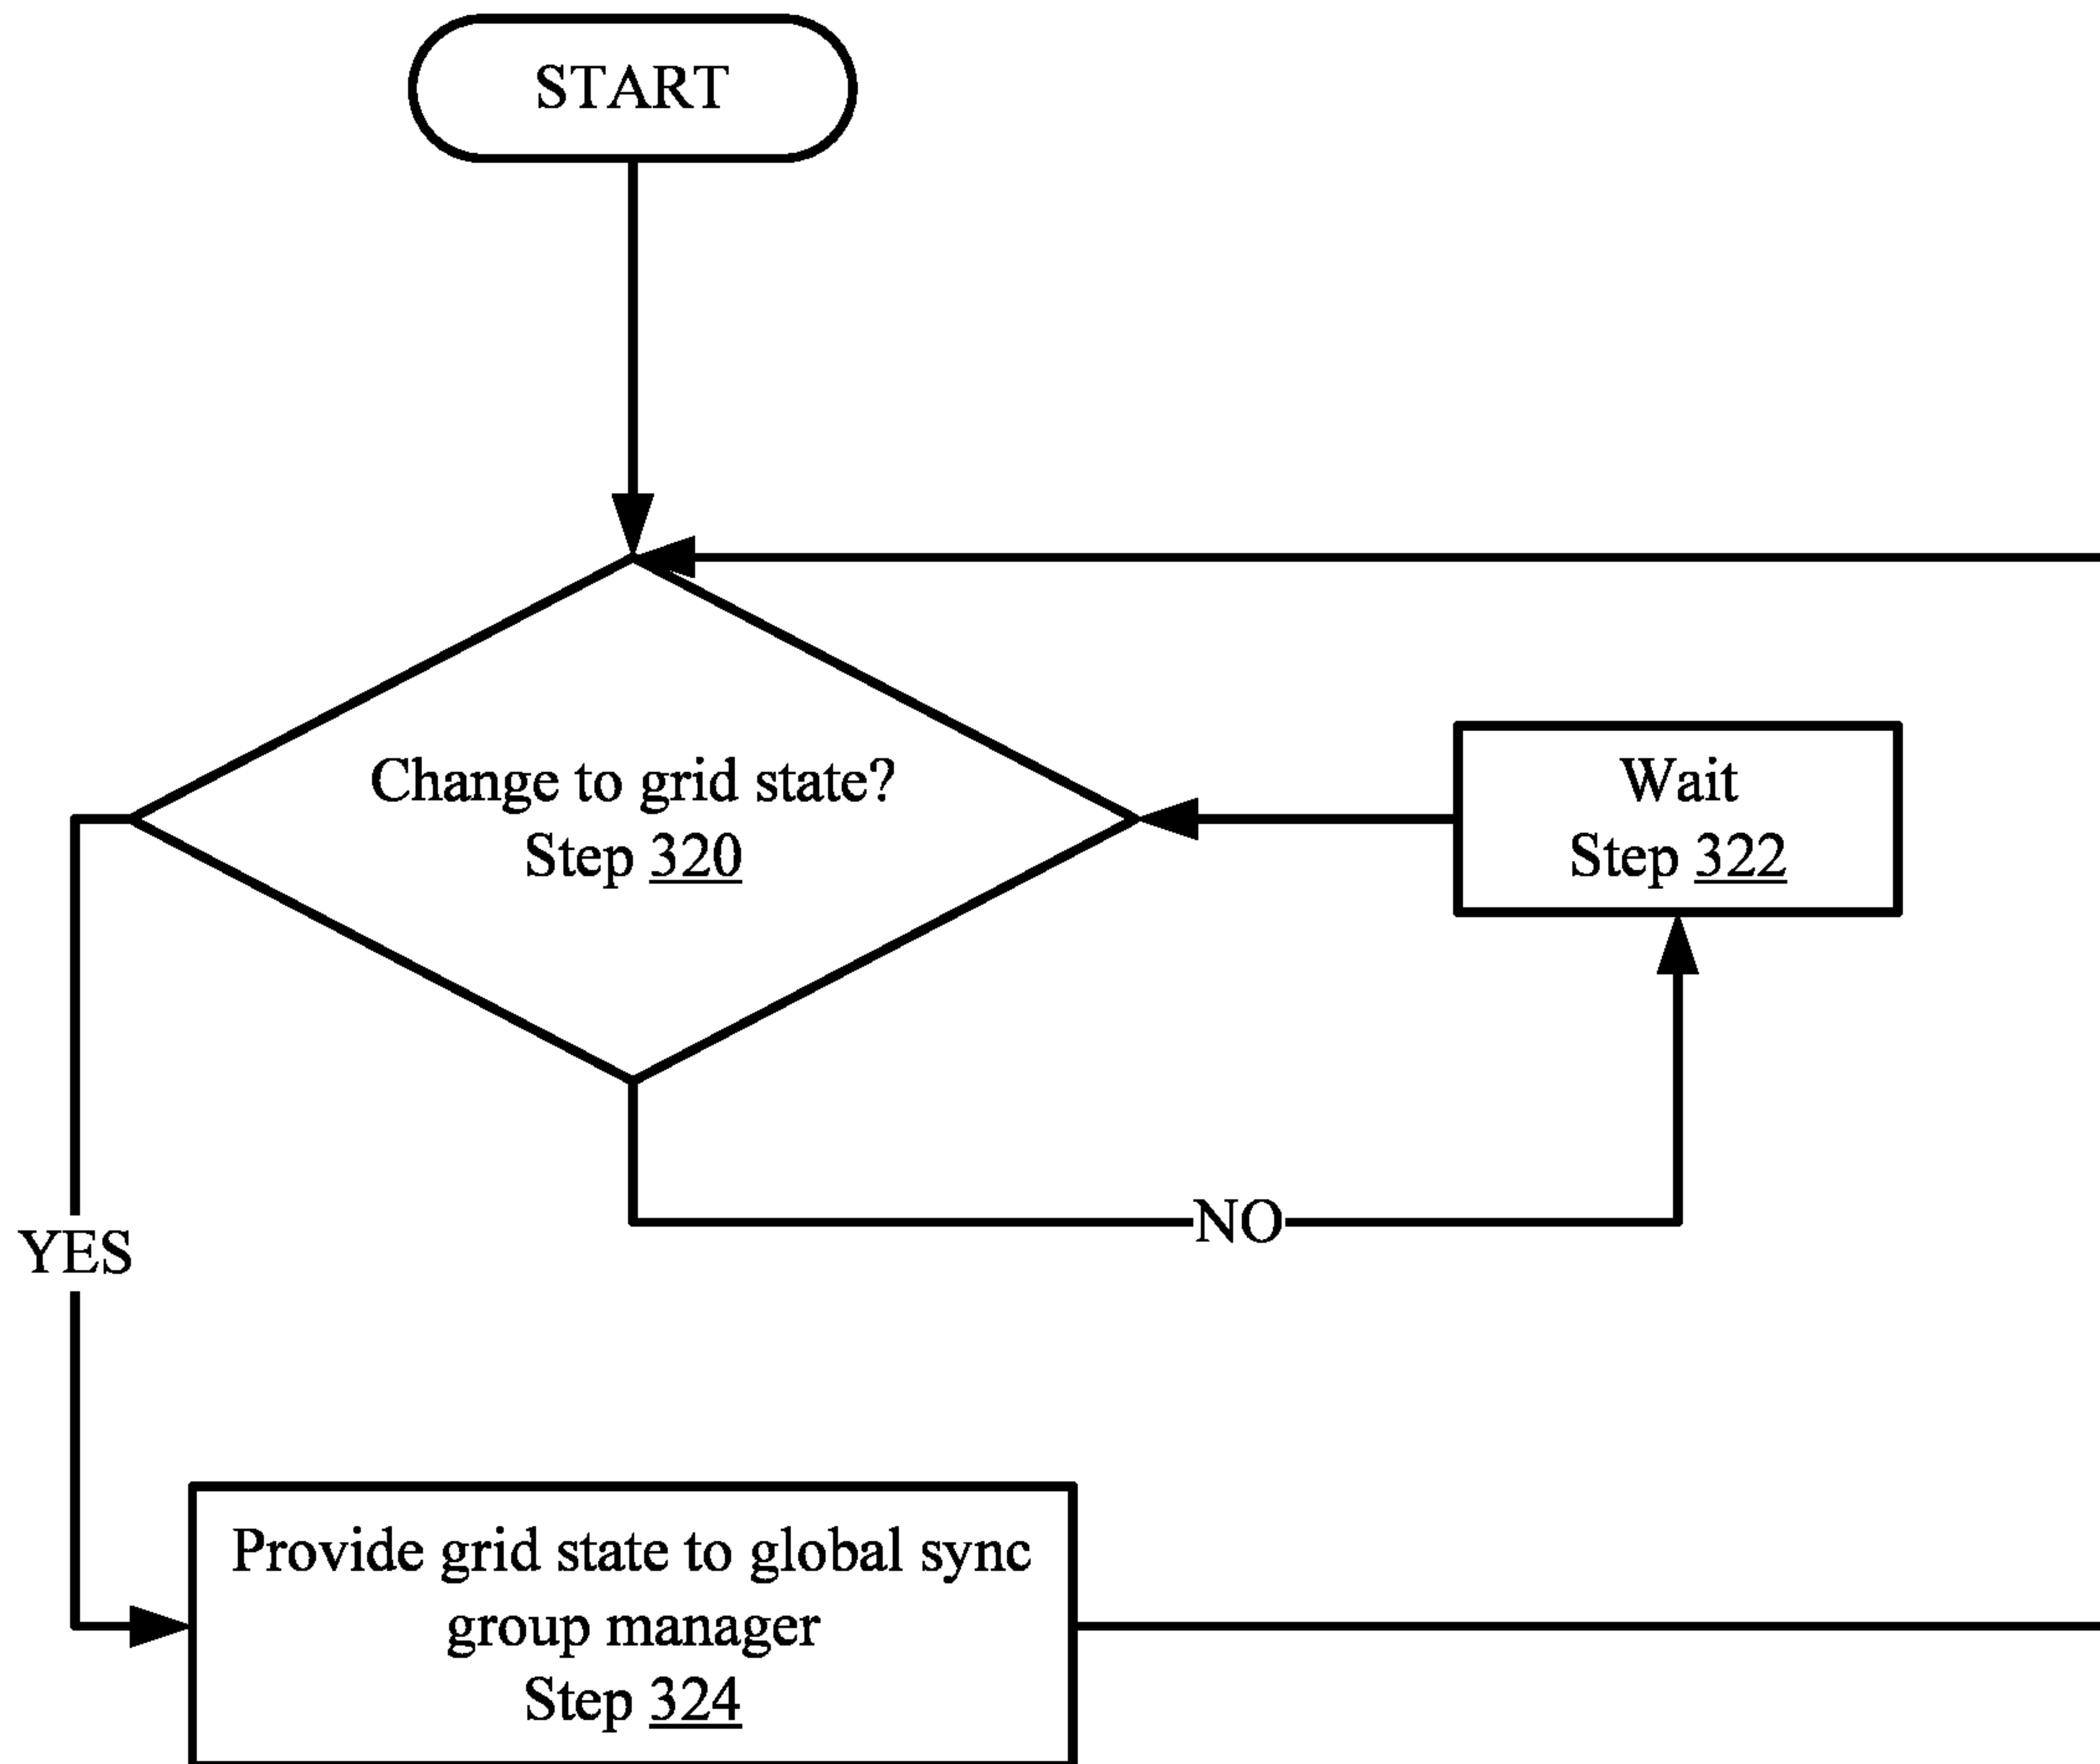 START
Change to grid state?
Step 320
Wait
Step 322
NO
YES
Provide grid state to global sync
group manager
Step 324